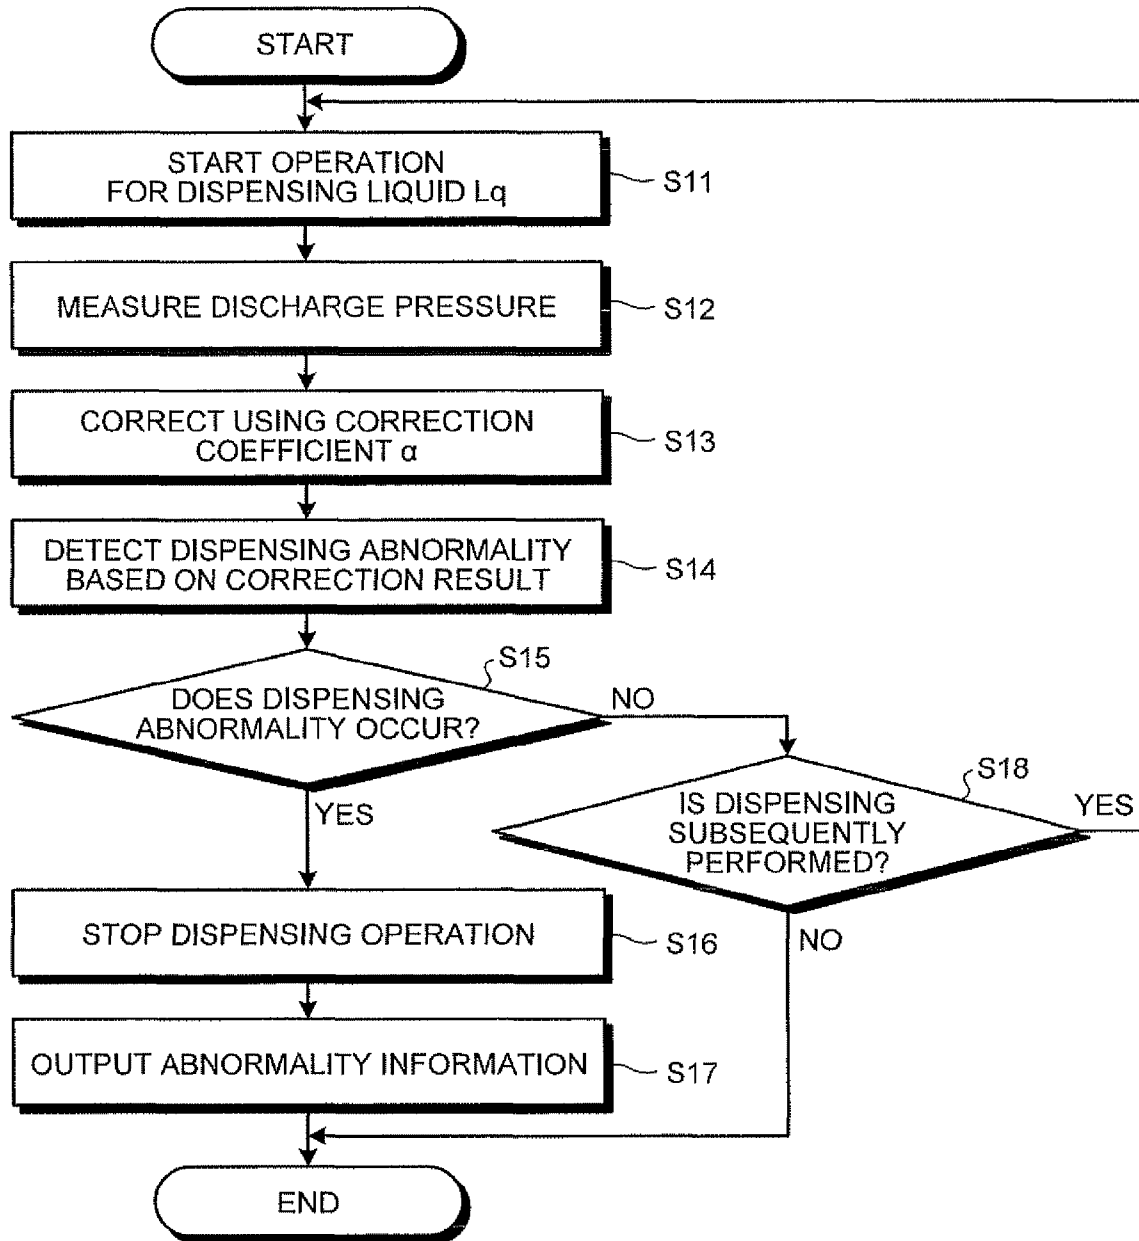 START
START OPERATION
FOR DISPENSING LIQUID Lq
S11
MEASURE DISCHARGE PRESSURE
S12
CORRECT USING CORRECTION
COEFFICIENT α
S13
DETECT DISPENSING ABNORMALITY
BASED ON CORRECTION RESULT
S14
S15
DOES DISPENSING
ABNORMALITY OCCUR?
NO
YES
S18
IS DISPENSING
SUBSEQUENTLY
PERFORMED?
YES
NO
STOP DISPENSING OPERATION
S16
OUTPUT ABNORMALITY INFORMATION
S17
END